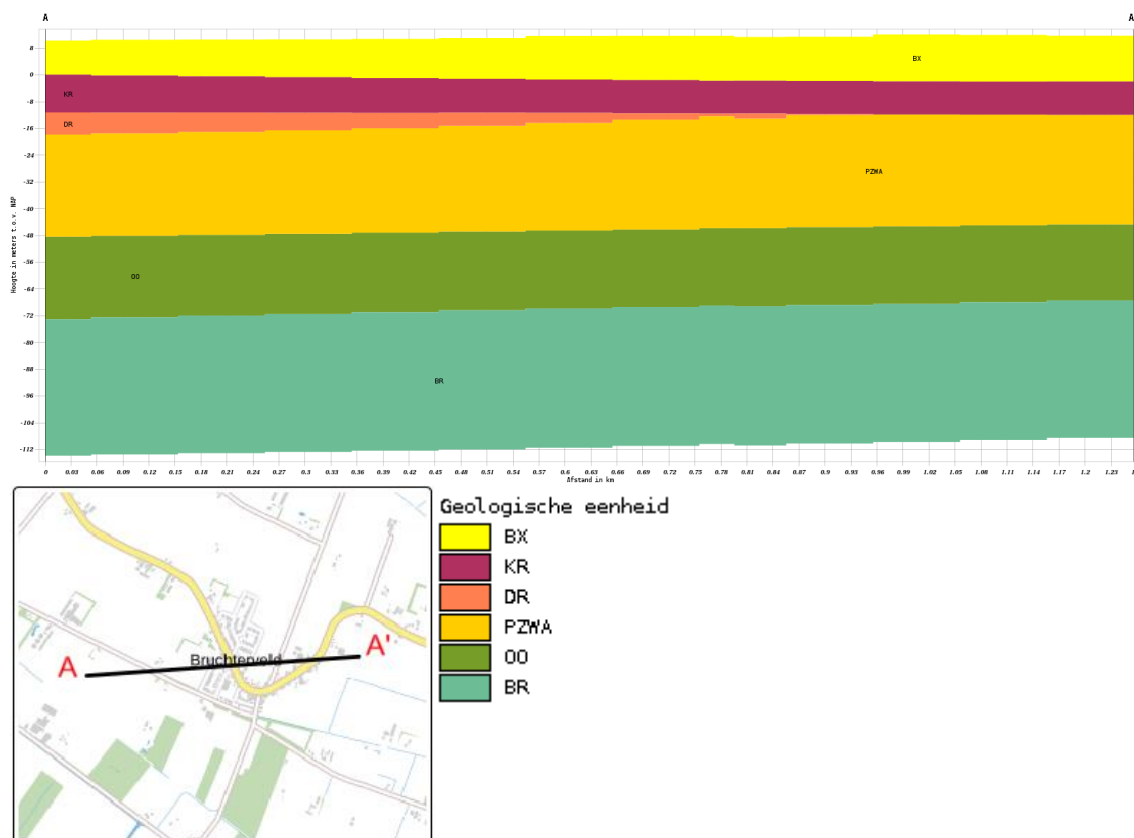 A A
BX
KR
DR
PZWA
OO
BR
Hoogte in meters t.o.v. NAP
8
0
-8
-16
-24
-32
-40
-48
-56
-64
-72
-80
-88
-96
-104
-112
0 0.03 0.06 0.09 0.12 0.15 0.18 0.21 0.24 0.27 0.3 0.33 0.36 0.39 0.42 0.45 0.48 0.51 0.54 0.57 0.6 0.63 0.66 0.69 0.72 0.75 0.78 0.81 0.84 0.87 0.9 0.93 0.96 0.99 1.02 1.05 1.08 1.11 1.14 1.17 1.2 1.23
Afstand in km
A A'
Bruchterveld
Geologische eenheid
BX
KR
DR
PZWA
OO
BR